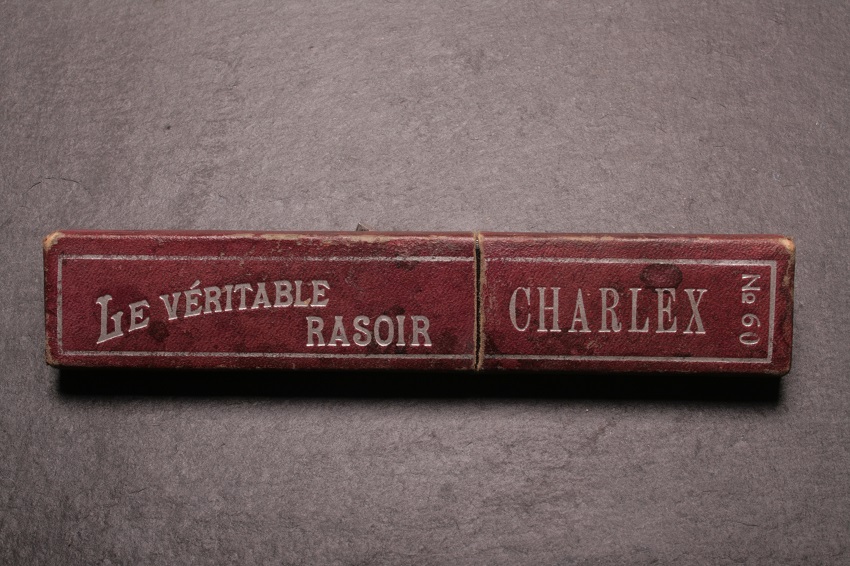 LE VÉRITABLE
RASOIR
CHARLEX
No 60